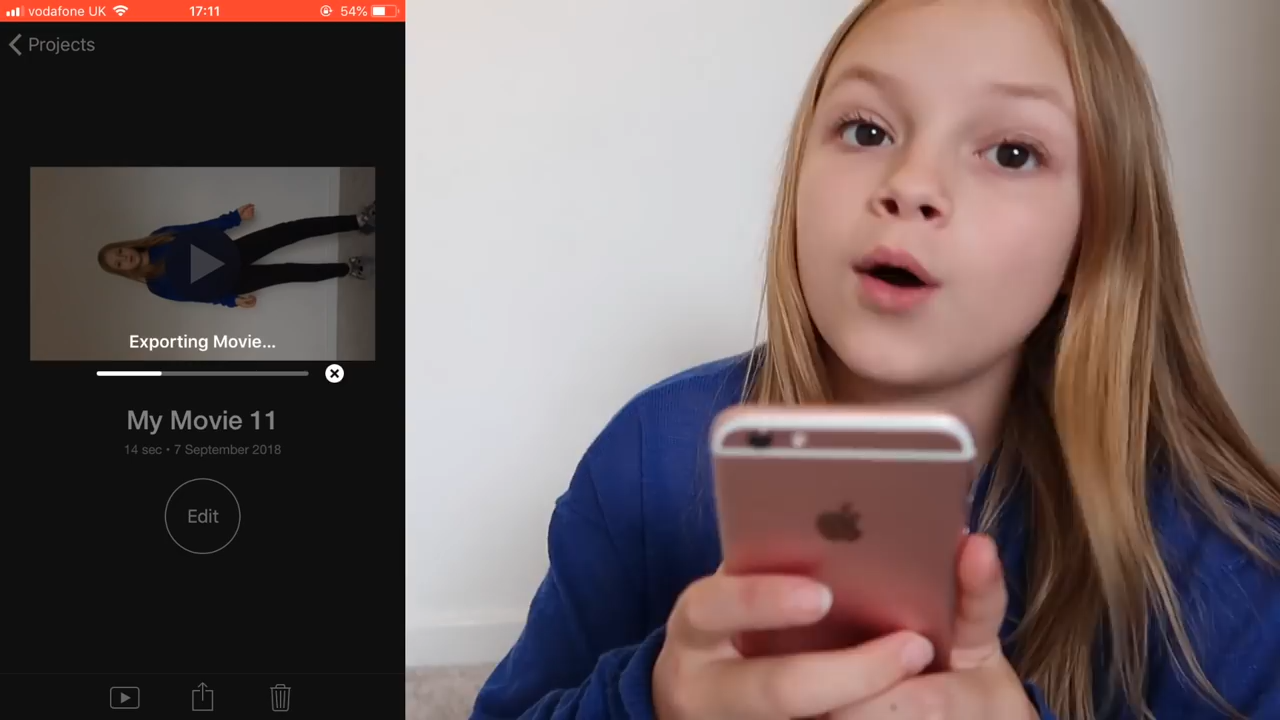 vodafone UK 17:11 54%
Projects
Exporting Movie...
My Movie 11
14 sec • 7 September 2018
Edit